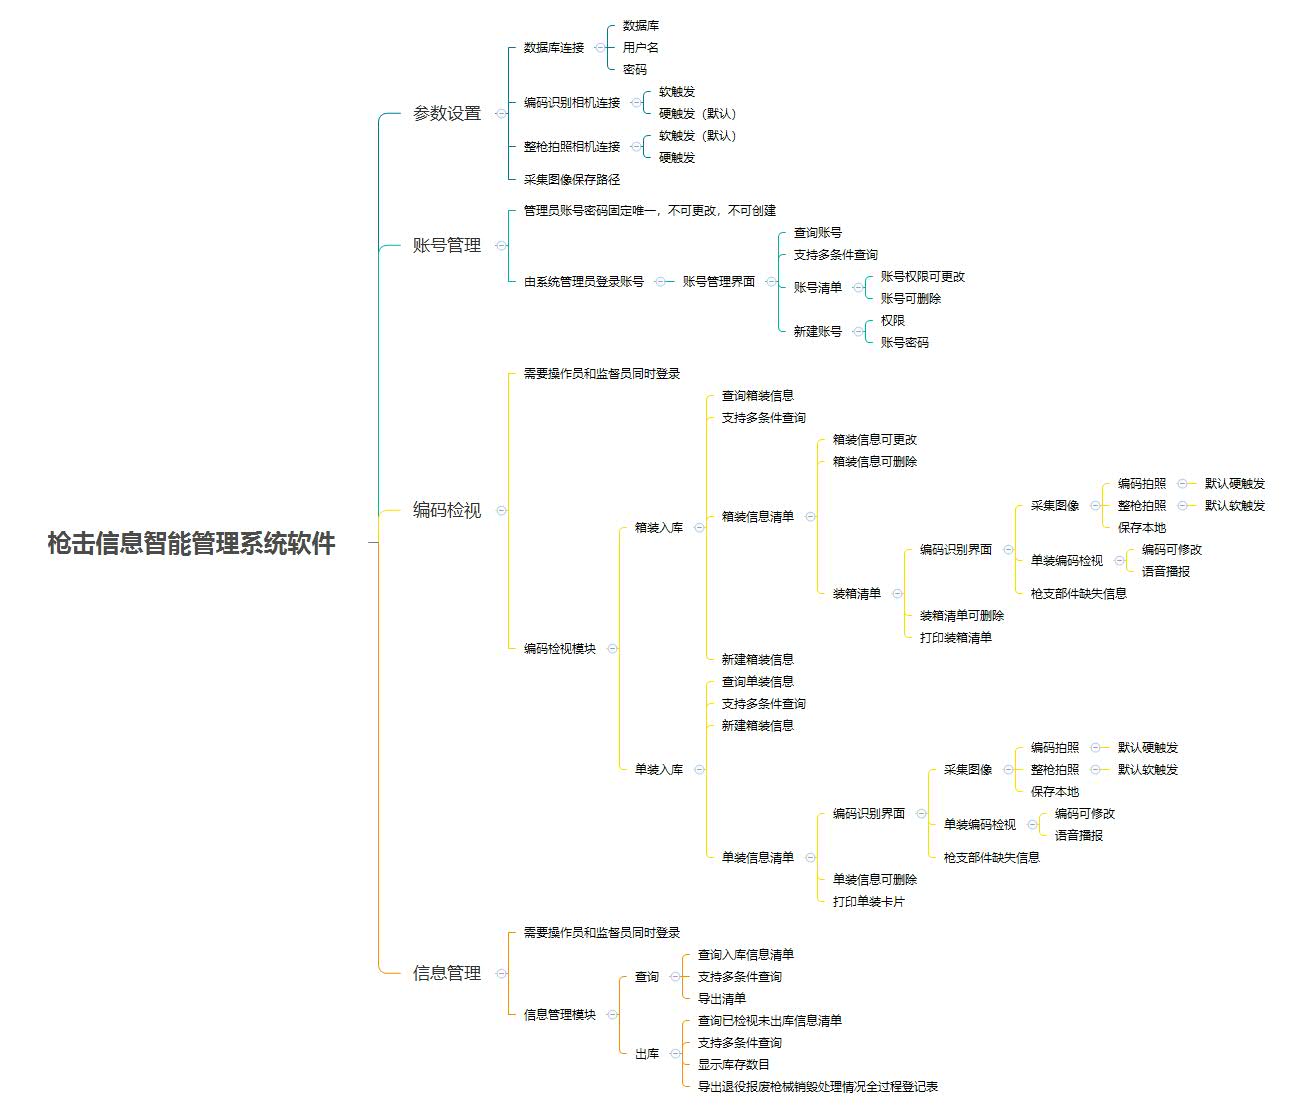 枪击信息智能管理系统软件
参数设置
数据库连接
数据库
用户名
密码
编码识别相机连接
软触发
硬触发（默认）
整枪拍照相机连接
软触发（默认）
硬触发
采集图像保存路径
账号管理
管理员账号密码固定唯一，不可更改，不可创建
由系统管理员登录账号
账号管理界面
查询账号
支持多条件查询
账号清单
账号权限可更改
账号可删除
新建账号
权限
账号密码
编码检视
需要操作员和监督员同时登录
编码检视模块
箱装入库
查询箱装信息
支持多条件查询
箱装信息清单
箱装信息可更改
箱装信息可删除
装箱清单
编码识别界面
采集图像
编码拍照
默认硬触发
整枪拍照
默认软触发
保存本地
单装编码检视
编码可修改
语音播报
枪支部件缺失信息
装箱清单可删除
打印装箱清单
新建箱装信息
单装入库
查询单装信息
支持多条件查询
新建箱装信息
单装信息清单
编码识别界面
采集图像
编码拍照
默认硬触发
整枪拍照
默认软触发
保存本地
单装编码检视
编码可修改
语音播报
枪支部件缺失信息
单装信息可删除
打印单装卡片
信息管理
需要操作员和监督员同时登录
信息管理模块
查询
查询入库信息清单
支持多条件查询
导出清单
出库
查询已检视未出库信息清单
支持多条件查询
显示库存数目
导出退役报废枪械销毁处理情况全过程登记表